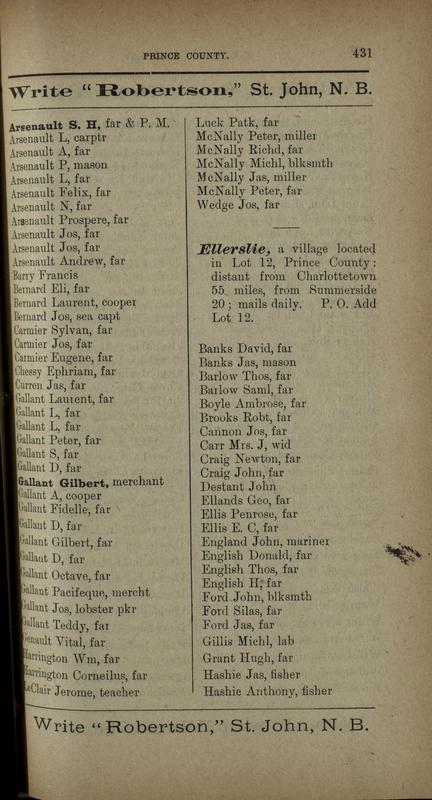 PRINCE COUNTY.
431
Write "Robertson," St. John, N. B.
Arsenault S. H, far & P. M.
Arsenault L, carptr
Arsenault A, far
Arsenault P, mason
Arsenault L, far
Arsenault Felix, far
Arsenault N, far
Arsenault Prospere, far
Arsenault Jos, far
Arsenault Jos, far
Arsenault Andrew, far
Barry Francis
Bernard Eli, far
Bernard Laurent, cooper
Bernard Jos, sea capt
Carmier Sylvan, far
Carmier Jos, far
Carmier Eugene, far
Chessy Ephriam, far
Curren Jas, far
Gallant Laurent, far
Gallant L, far
Gallant L, far
Gallant Peter, far
Gallant S, far
Gallant D, far
Gallant Gilbert, merchant
Gallant A, cooper
Gallant Fidelle, far
Gallant D, far
Gallant Gilbert, far
Gallant D, far
Gallant Octave, far
Gallant Pacifeque, mercht
Gallant Jos, lobster pkr
Gallant Teddy, far
Genault Vital, far
Harrington Wm, far
Harrington Corneilus, far
LeClair Jerome, teacher
Luck Patk, far
McNally Peter, miller
McNally Richd, far
McNally Michl, blksmth
McNally Jas, miller
McNally Peter, far
Wedge Jos, far
Ellerslie, a village located
in Lot 12, Prince County:
distant from Charlottetown
55 miles, from Summerside
20; mails daily. P. O. Add
Lot 12.
Banks David, far
Banks Jas, mason
Barlow Thos, far
Barlow Saml, far
Boyle Ambrose, far
Brooks Robt, far
Cannon Jos, far
Carr Mrs. J, wid
Craig Newton, far
Craig John, far
Destant John
Ellands Geo, far
Ellis Penrose, far
Ellis E. C, far
England John, mariner
English Donald, far
English Thos, far
English H, far
Ford John, blksmth
Ford Silas, far
Ford Jas, far
Gillis Michl, lab
Grant Hugh, far
Hashie Jas, fisher
Hashie Anthony, fisher
Write "Robertson," St. John, N. B.